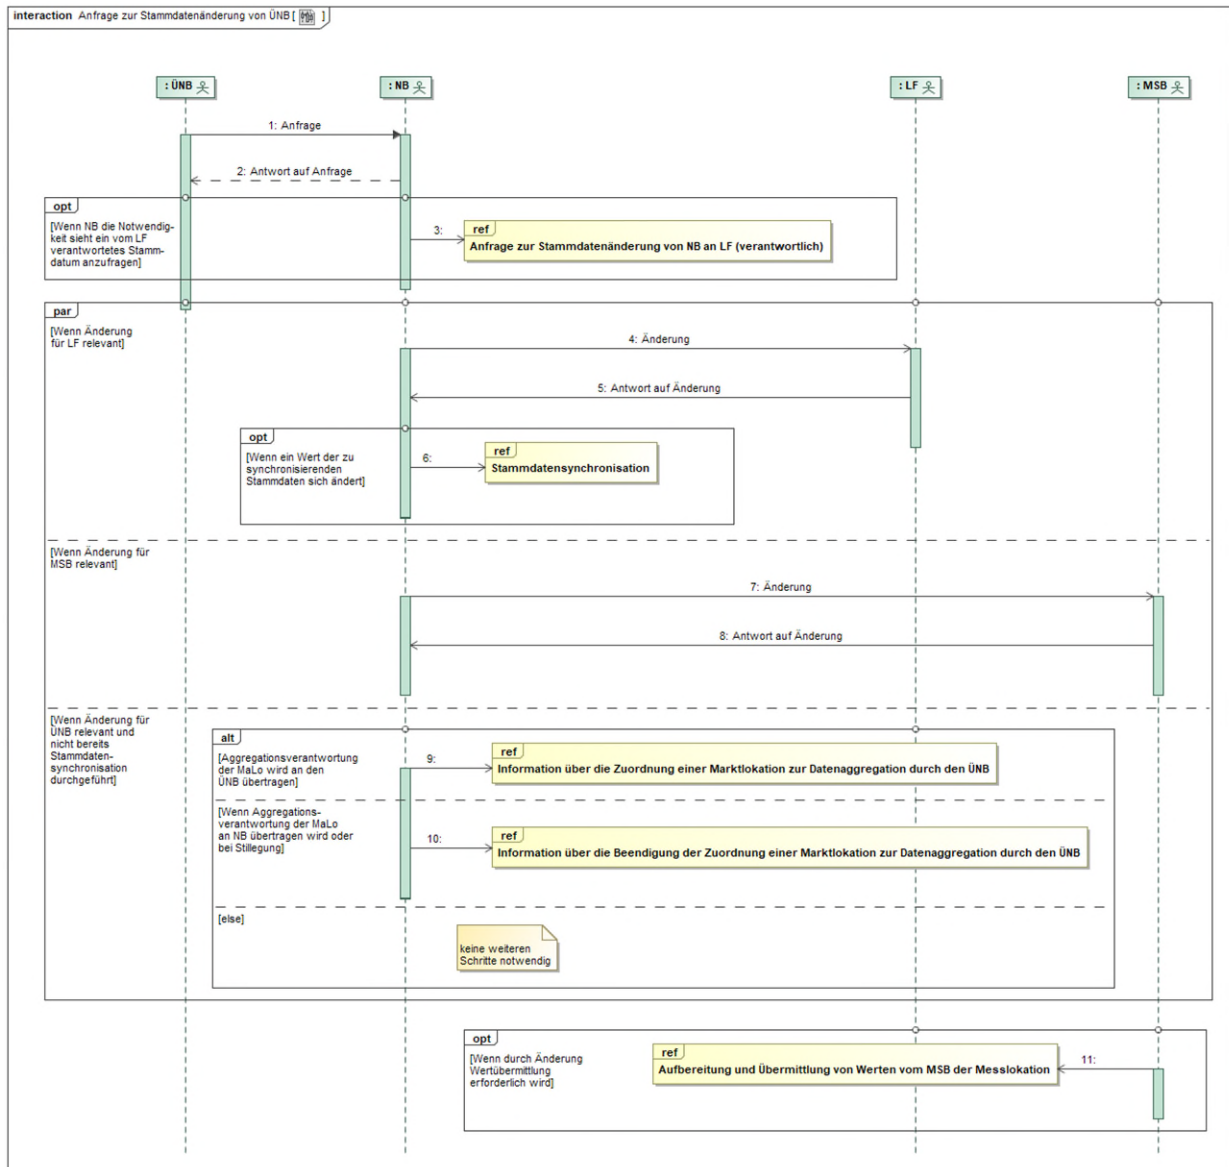 interaction Anfrage zur Stammdatenänderung von ÜNB [ ]
: ÜNB
: NB
: LF
: MSB
1: Anfrage
2: Antwort auf Anfrage
opt
[Wenn NB die Notwendig-
keit sieht ein vom LF
verantwortetes Stamm-
datum anzufragen]
3:
ref
Anfrage zur Stammdatenänderung von NB an LF (verantwortlich)
par
[Wenn Änderung
für LF relevant]
4: Änderung
5: Antwort auf Änderung
opt
[Wenn ein Wert der zu
synchronisierenden
Stammdaten sich ändert]
6:
ref
Stammdatensynchronisation
[Wenn Änderung für
MSB relevant]
7: Änderung
8: Antwort auf Änderung
[Wenn Änderung für
ÜNB relevant und
nicht bereits
Stammdaten-
synchronisation
durchgeführt]
alt
[Aggregationsverantwortung
der MaLo wird an den
ÜNB übertragen]
9:
ref
Information über die Zuordnung einer Marktlokation zur Datenaggregation durch den ÜNB
[Wenn Aggregations-
verantwortung der MaLo
an NB übertragen wird oder
bei Stillegung]
10:
ref
Information über die Beendigung der Zuordnung einer Marktlokation zur Datenaggregation durch den ÜNB
[else]
keine weiteren
Schritte notwendig
opt
[Wenn durch Änderung
Wertübermittlung
erforderlich wird]
ref
Aufbereitung und Übermittlung von Werten vom MSB der Messlokation
11: